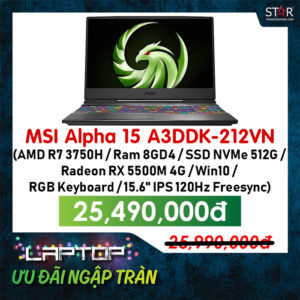 STAR
MSI Alpha 15 A3DDK-212VN
(AMD R7 3750H / Ram 8GD4 / SSD NVMe 512G /
Radeon RX 5500M 4G / Win10 /
RGB Keyboard / 15.6" IPS 120Hz Freesync)
25,490,000đ
25,990,000đ
LAPTOP
ƯU ĐÃI NGẬP TRÀN